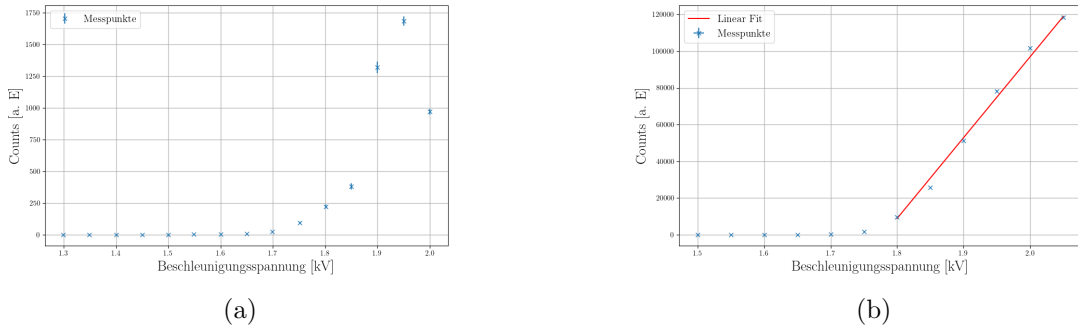 Messpunkte
Counts [a. E]
1750
1500
1250
1000
750
500
250
0
1.3 1.4 1.5 1.6 1.7 1.8 1.9 2.0
Beschleunigungsspannung [kV]
(a)
Linear Fit
Messpunkte
Counts [a. E]
120000
100000
80000
60000
40000
20000
0
1.5 1.6 1.7 1.8 1.9 2.0
Beschleunigungsspannung [kV]
(b)